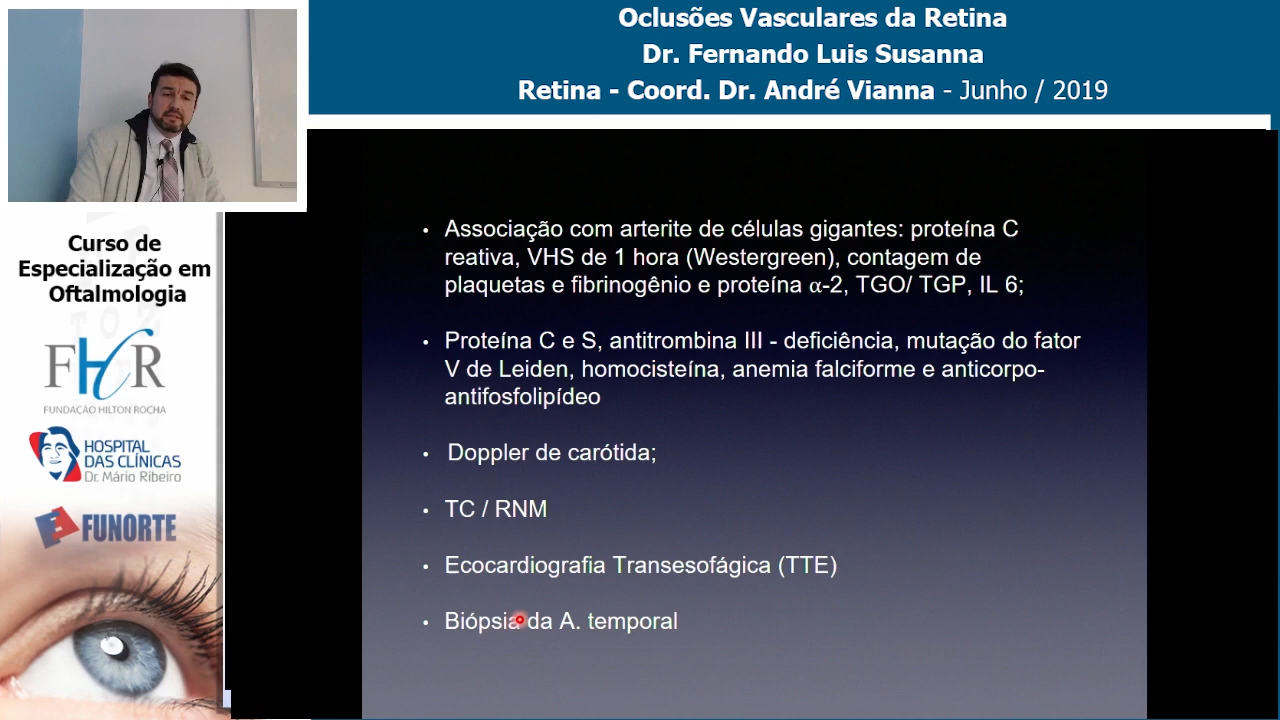 Oclusões Vasculares da Retina
Dr. Fernando Luis Susanna
Retina - Coord. Dr. André Vianna - Junho / 2019
Curso de
Especialização em
Oftalmologia
FHR
FUNDAÇÃO HILTON ROCHA
HOSPITAL
DAS CLÍNICAS
Dr. Mário Ribeiro
FUNORTE
• Associação com arterite de células gigantes: proteína C
reativa, VHS de 1 hora (Westergreen), contagem de
plaquetas e fibrinogênio e proteína α-2, TGO/ TGP, IL 6;
• Proteína C e S, antitrombina III - deficiência, mutação do fator
V de Leiden, homocisteína, anemia falciforme e anticorpo-
antifosfolipídeo
• Doppler de carótida;
• TC / RNM
• Ecocardiografia Transesofágica (TTE)
• Biópsia da A. temporal